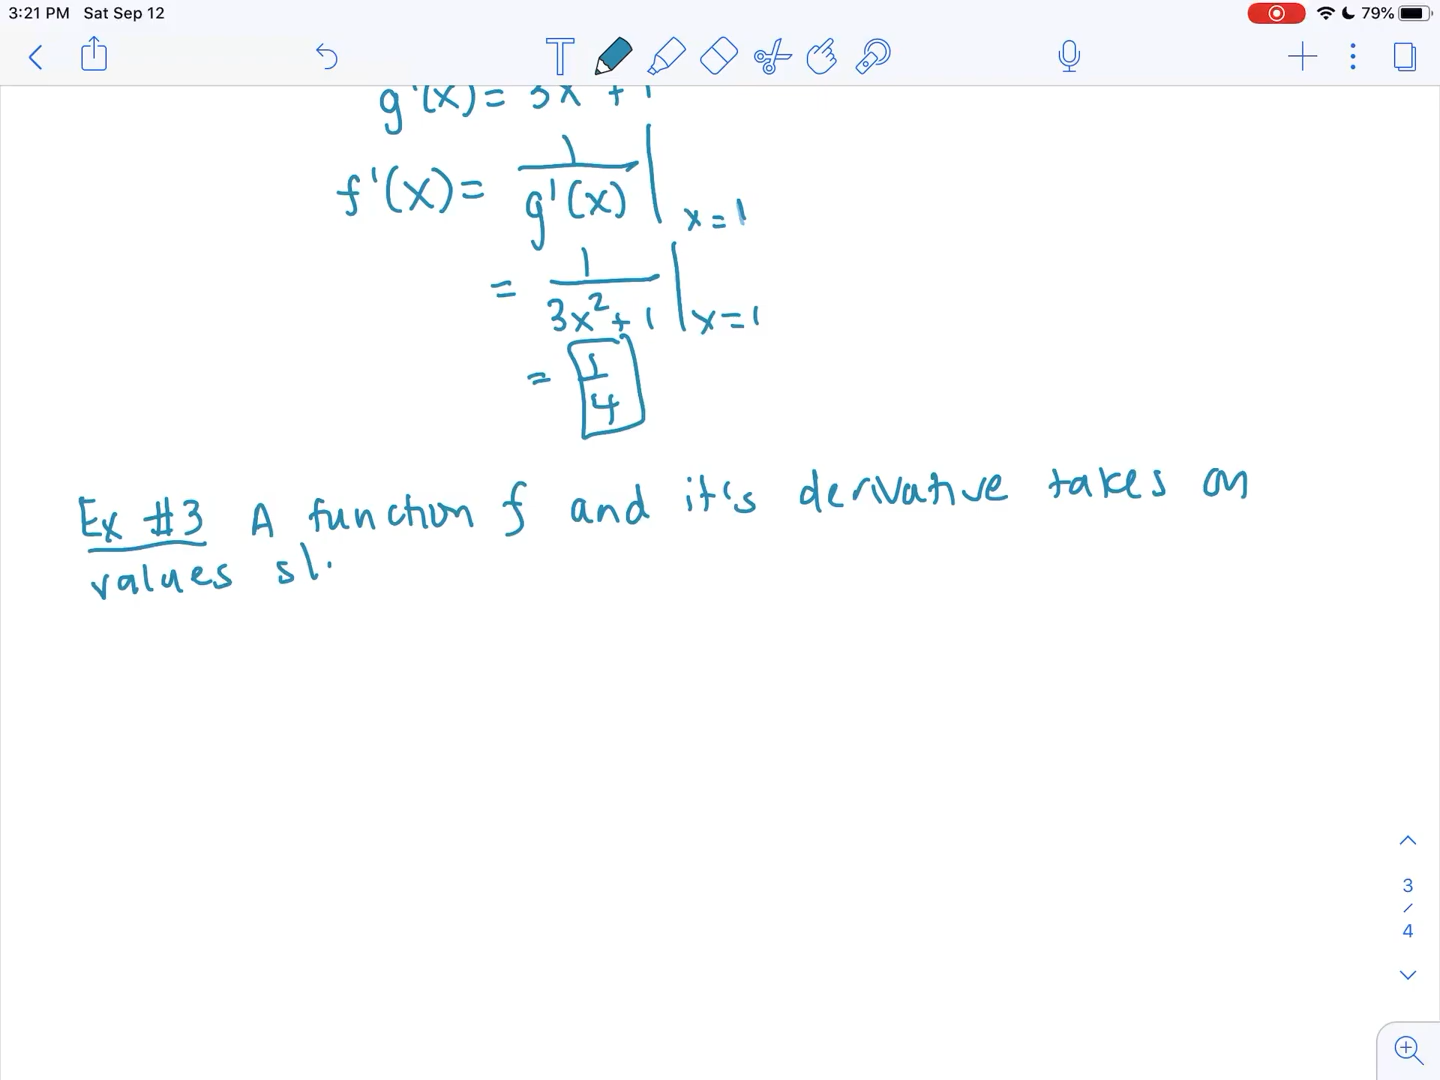 3:21 PM Sat Sep 12
79%
T
g'(x) = 3x + 1
f'(x) = 1 / g'(x) | x = 1
= 1 / 3x² + 1 | x = 1
= 1 / 4
Ex #3 A function f and it's derivative takes on
values
3 / 4